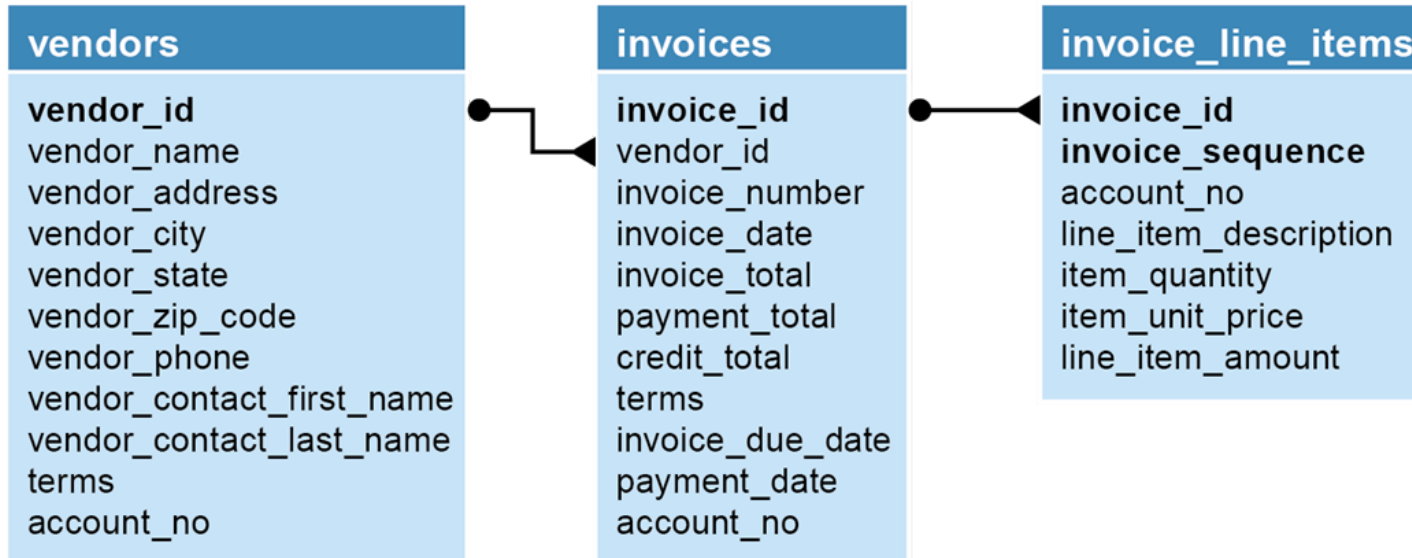 vendors
vendor_id
vendor_name
vendor_address
vendor_city
vendor_state
vendor_zip_code
vendor_phone
vendor_contact_first_name
vendor_contact_last_name
terms
account_no
invoices
invoice_id
vendor_id
invoice_number
invoice_date
invoice_total
payment_total
credit_total
terms
invoice_due_date
payment_date
account_no
invoice_line_items
invoice_id
invoice_sequence
account_no
line_item_description
item_quantity
item_unit_price
line_item_amount